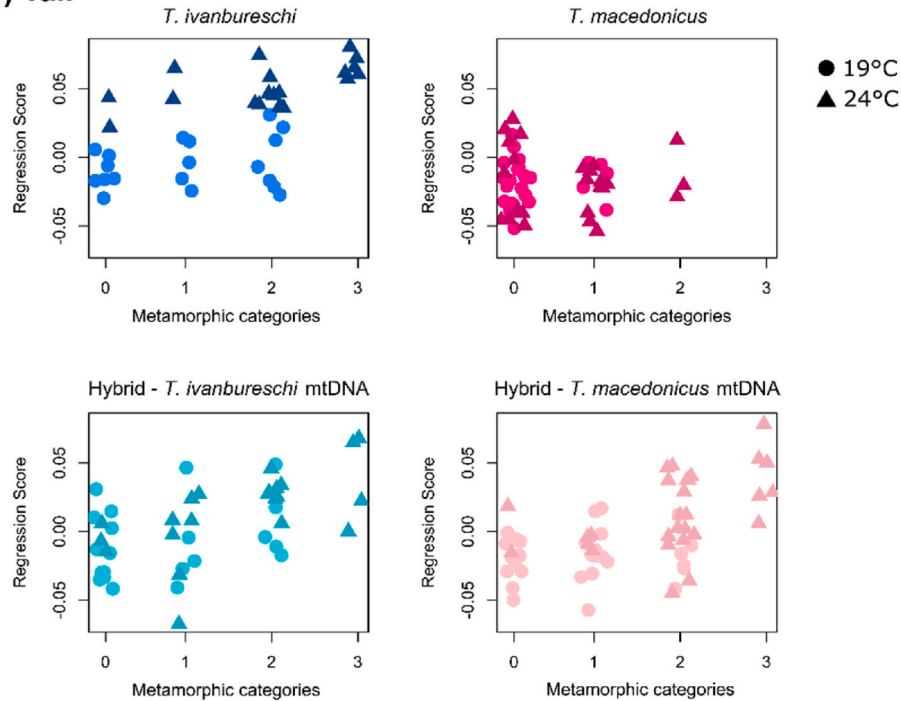 T. ivanbureschi
T. macedonicus
19°C
24°C
Regression Score
0.05
0.00
-0.05
0 1 2 3
Metamorphic categories
Regression Score
0.05
0.00
-0.05
0 1 2 3
Metamorphic categories
Hybrid - T. ivanbureschi mtDNA
Hybrid - T. macedonicus mtDNA
Regression Score
0.05
0.00
-0.05
0 1 2 3
Metamorphic categories
Regression Score
0.05
0.00
-0.05
0 1 2 3
Metamorphic categories